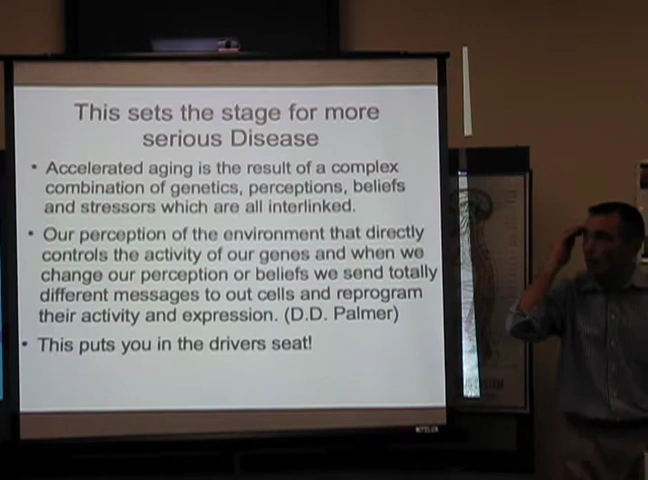 This sets the stage for more
serious Disease
• Accelerated aging is the result of a complex
combination of genetics, perceptions, beliefs
and stressors which are all interlinked.
• Our perception of the environment that directly
controls the activity of our genes and when we
change our perception or beliefs we send totally
different messages to out cells and reprogram
their activity and expression. (D.D. Palmer)
• This puts you in the drivers seat!